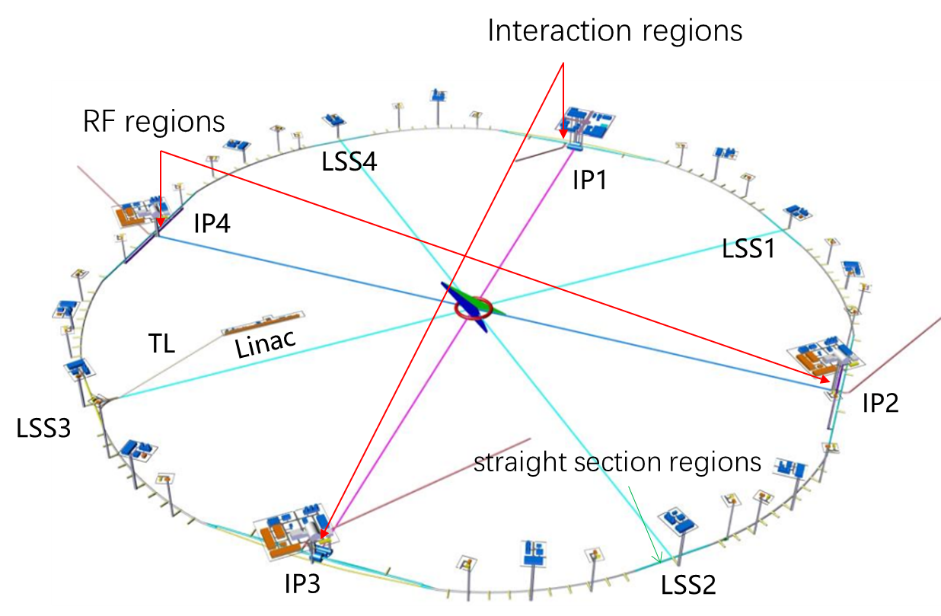 Interaction regions
RF regions
LSS4
IP1
IP4
LSS1
TL
Linac
IP2
LSS3
straight section regions
IP3
LSS2